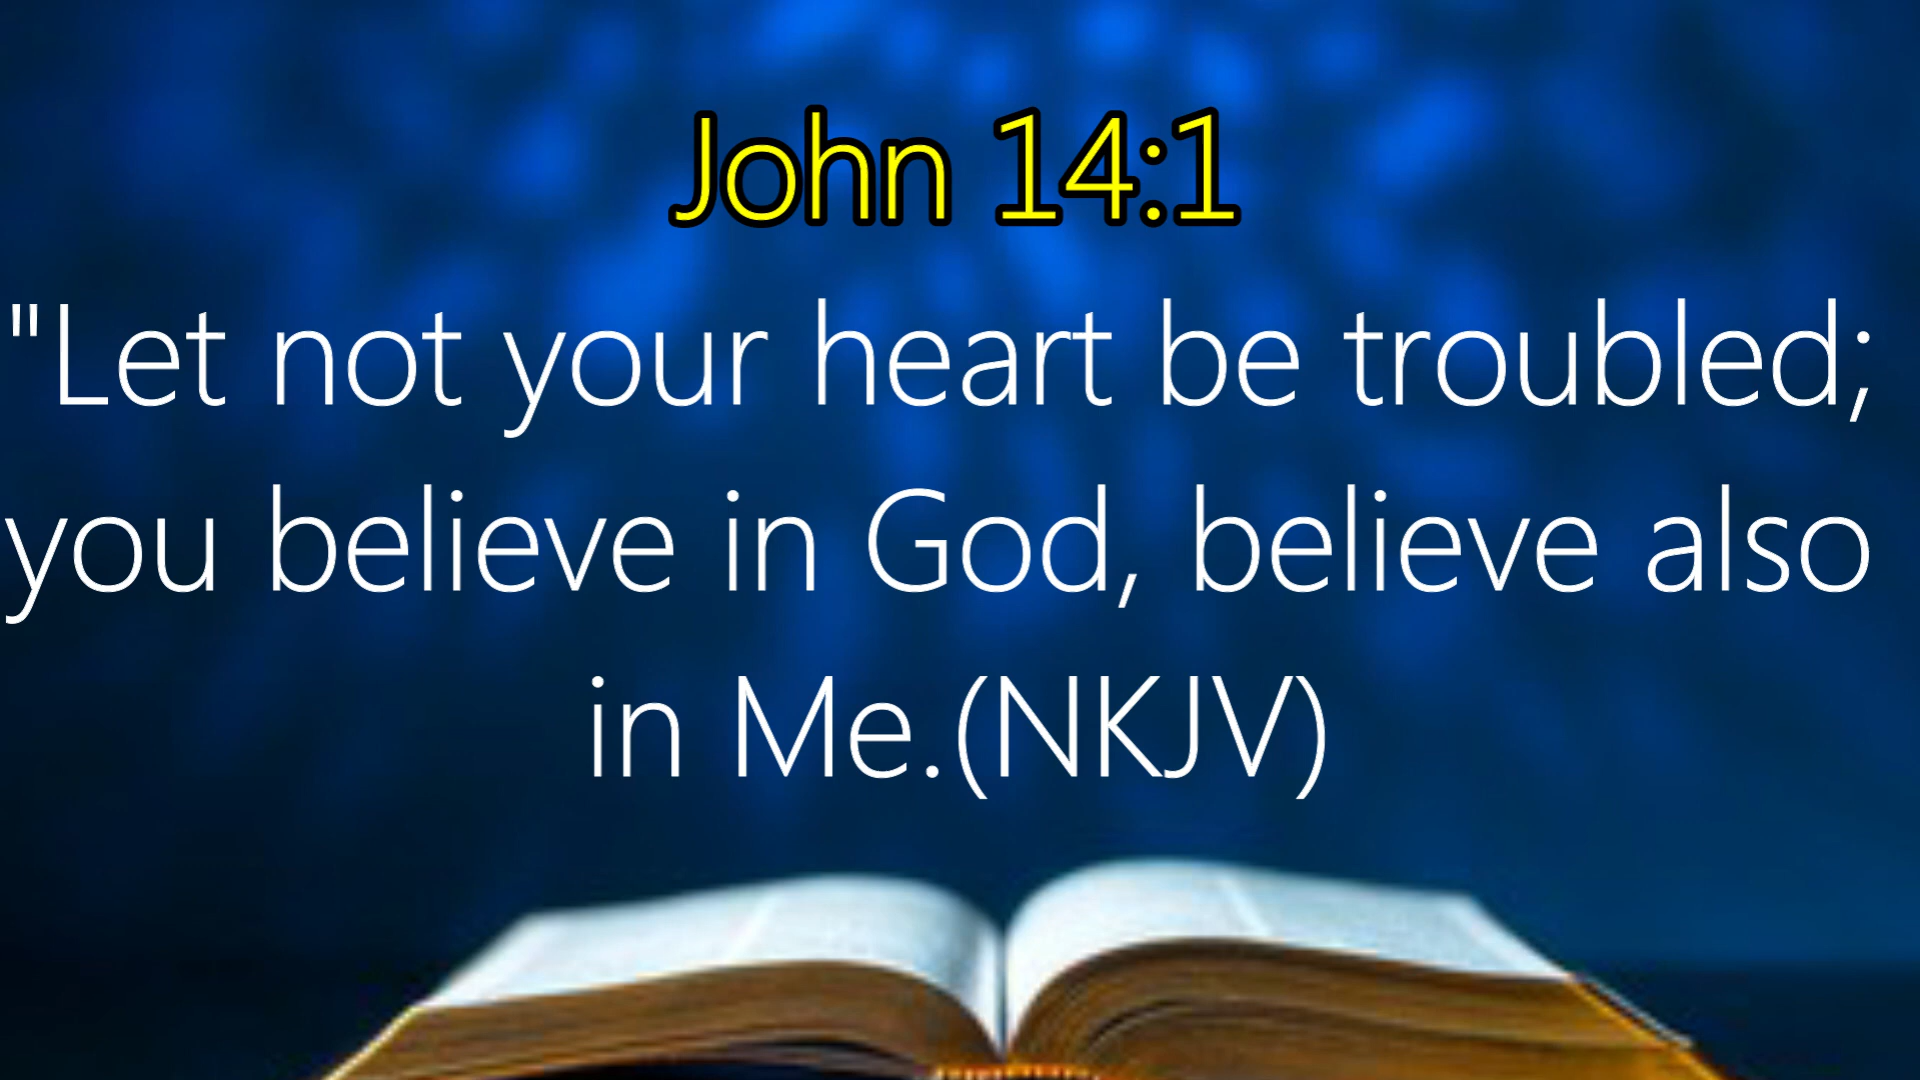 John 14:1
"Let not your heart be troubled;
you believe in God, believe also
in Me.(NKJV)